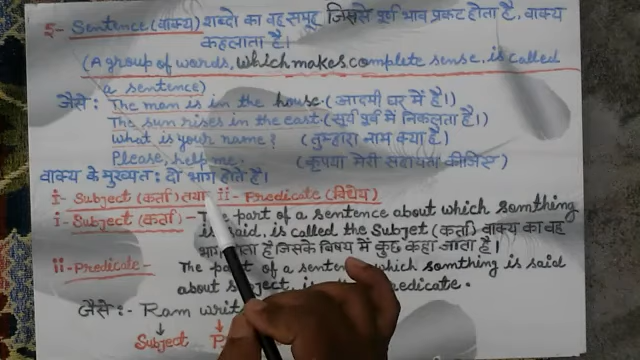 5- Sentence (वाक्य) शब्दो का वह समूह जिससे पूर्ण भाव प्रकट होता है, वाक्य
कहलाता है।
(A group of words, which makes complete sense, is called
a sentence)
जैसे: The man is in the house. (आदमी घर में है।)
The sun rises in the east. (सूर्य पूर्व में निकलता है।)
What is your name? (तुम्हारा नाम क्या है)
Please, help me. (कृपया मेरी सहायता कीजिए)
वाक्य के मुख्यतः दो भाग होते है।
i- Subject (कर्ता) तथा ii- Predicate (विधेय)
i- Subject (कर्ता) - The part of a sentence about which somthing
is said, is called the Subjet (कर्ता) वाक्य का वह
भाग होता है जिसके बिषय में कुछ कहा जाता है।
ii- Predicate - The part of a sentence which somthing is said
about subject, is predicate.
जैसे:- Ram
Subject